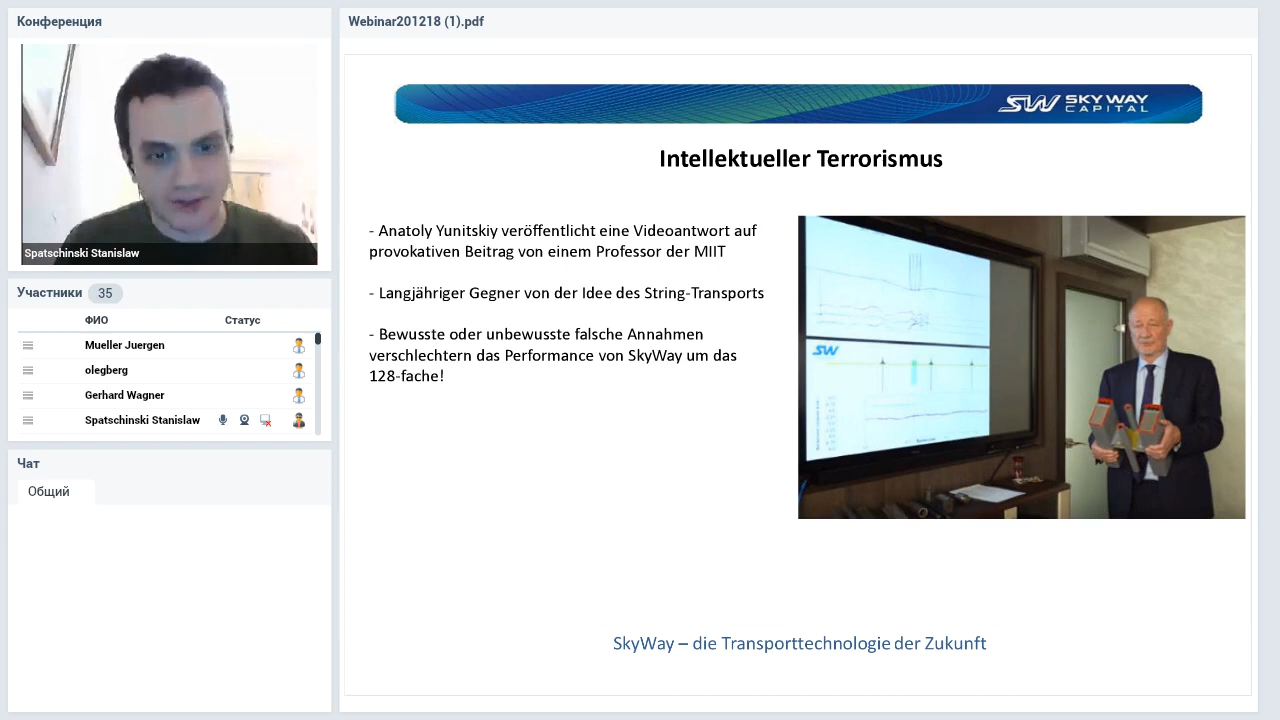 Конференция
Spatschinski Stanislaw
Участники 35
ФИО Статус
Mueller Juergen
olegberg
Gerhard Wagner
Spatschinski Stanislaw
Чат
Общий
Webinar201218 (1).pdf
SW SKY WAY
CAPITAL
Intellektueller Terrorismus
- Anatoly Yunitskiy veröffentlicht eine Videoantwort auf
provokativen Beitrag von einem Professor der MIIT
- Langjähriger Gegner von der Idee des String-Transports
- Bewusste oder unbewusste falsche Annahmen
verschlechtern das Performance von SkyWay um das
128-fache!
SW
SkyWay – die Transporttechnologie der Zukunft